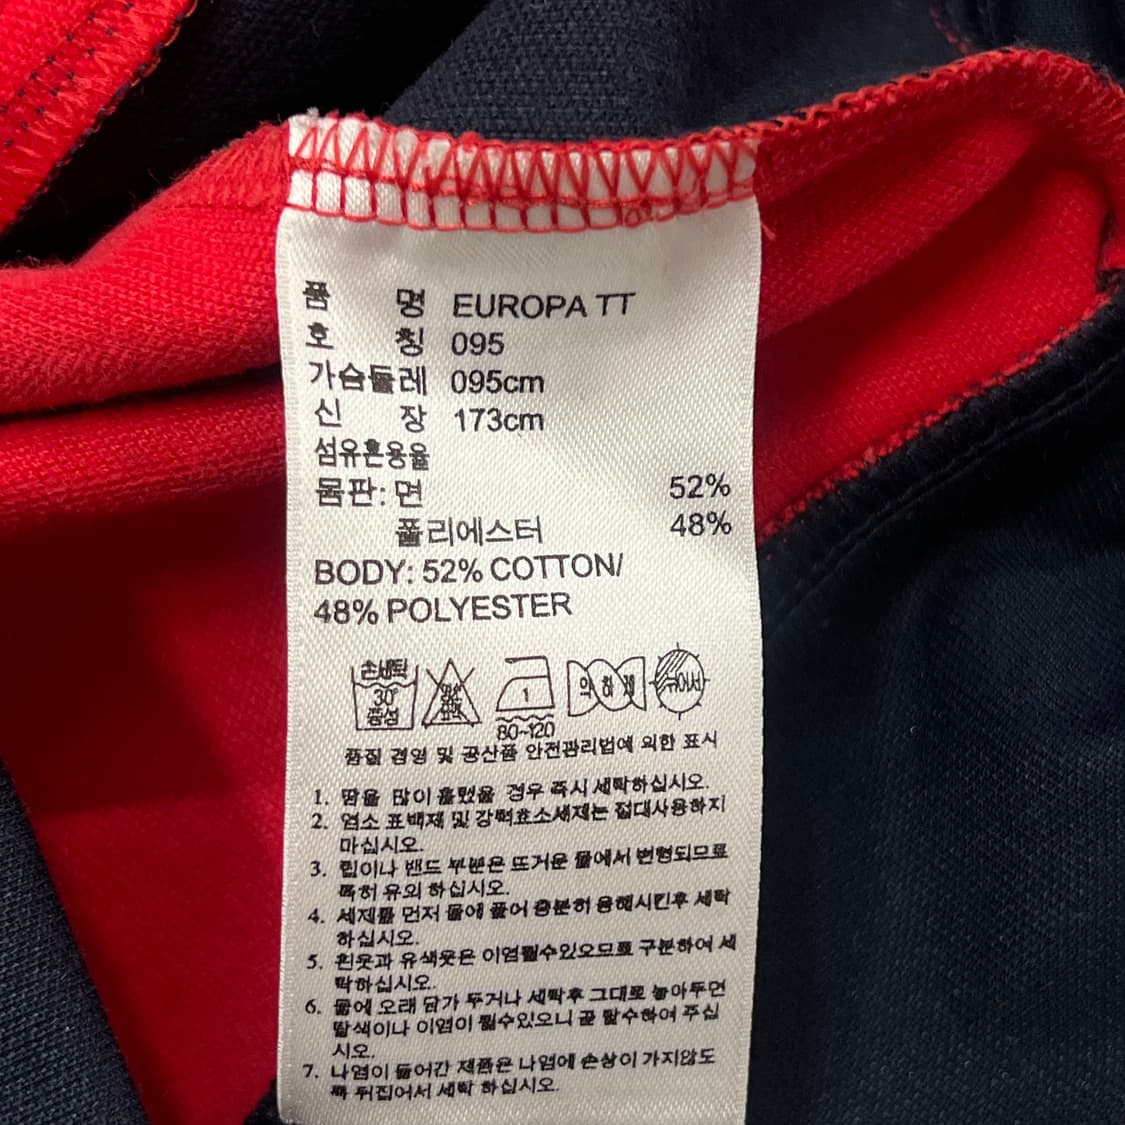 품 명 EUROPA TT
호 칭 095
가슴둘레 095cm
신 장 173cm
섬유혼용율
몸판: 면 52%
폴리에스터 48%
BODY: 52% COTTON/
48% POLYESTER
손세탁
30°
중성
1
80~120
약하게
뉘어서
품질 경영 및 공산품 안전관리법에 의한 표시
1. 땀을 많이 흘렸을 경우 즉시 세탁하십시오.
2. 염소 표백제 및 강력효소세제는 절대사용하지
마십시오.
3. 립이나 밴드 부분은 뜨거운 물에서 변형되므로
특히 유의 하십시오.
4. 세제를 먼저 물에 풀어 충분히 용해시킨후 세탁
하십시오.
5. 흰옷과 유색옷은 이염될수있으므로 구분하여 세
탁하십시오.
6. 물에 오래 담가 두거나 세탁후 그대로 놓아두면
탈색이나 이염이 될수있으니 곧 탈수하여 주십
시오.
7. 나염이 들어간 제품은 나염에 손상이 가지않도
록 뒤집어서 세탁 하십시오.